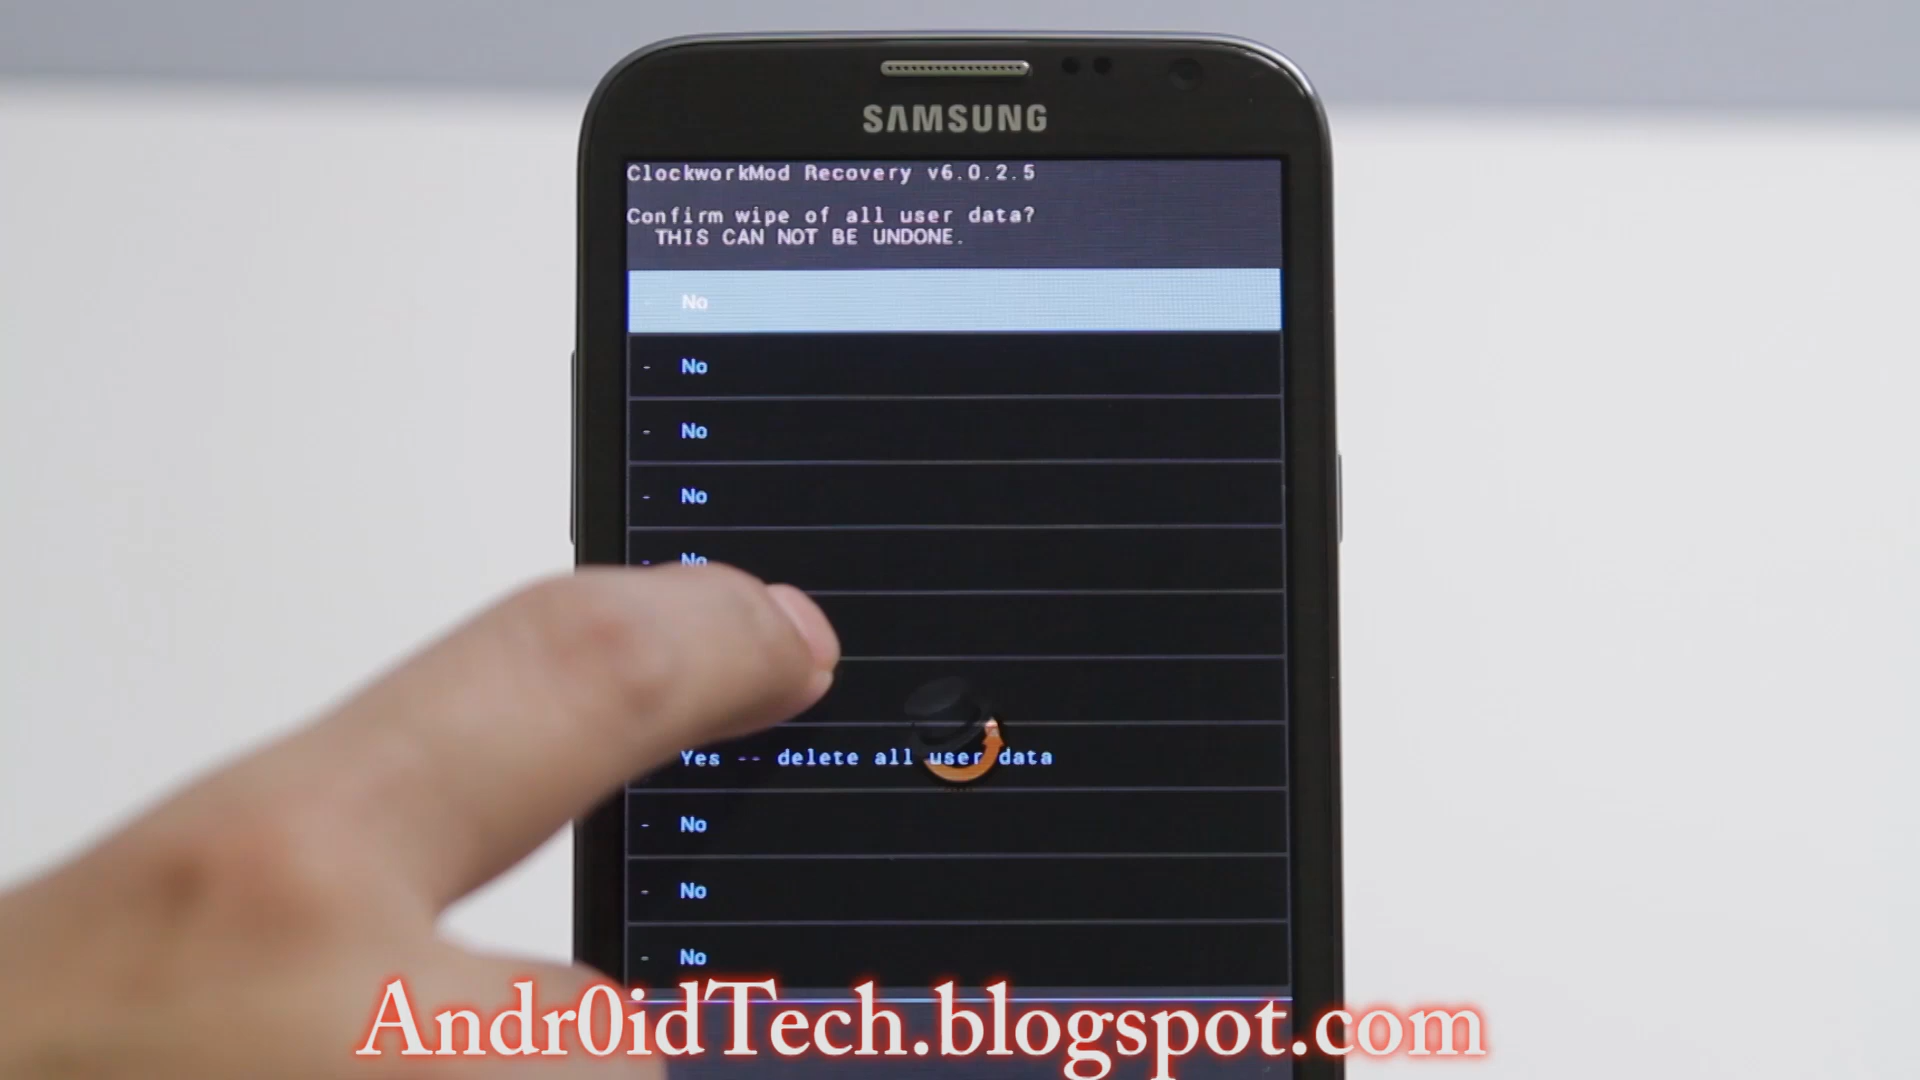 SAMSUNG
ClockworkMod Recovery v6.0.2.5
Confirm wipe of all user data?
THIS CAN NOT BE UNDONE.
- No
- No
- No
- No
- No
Yes -- delete all user data
- No
- No
- No
Andr0idTech.blogspot.com